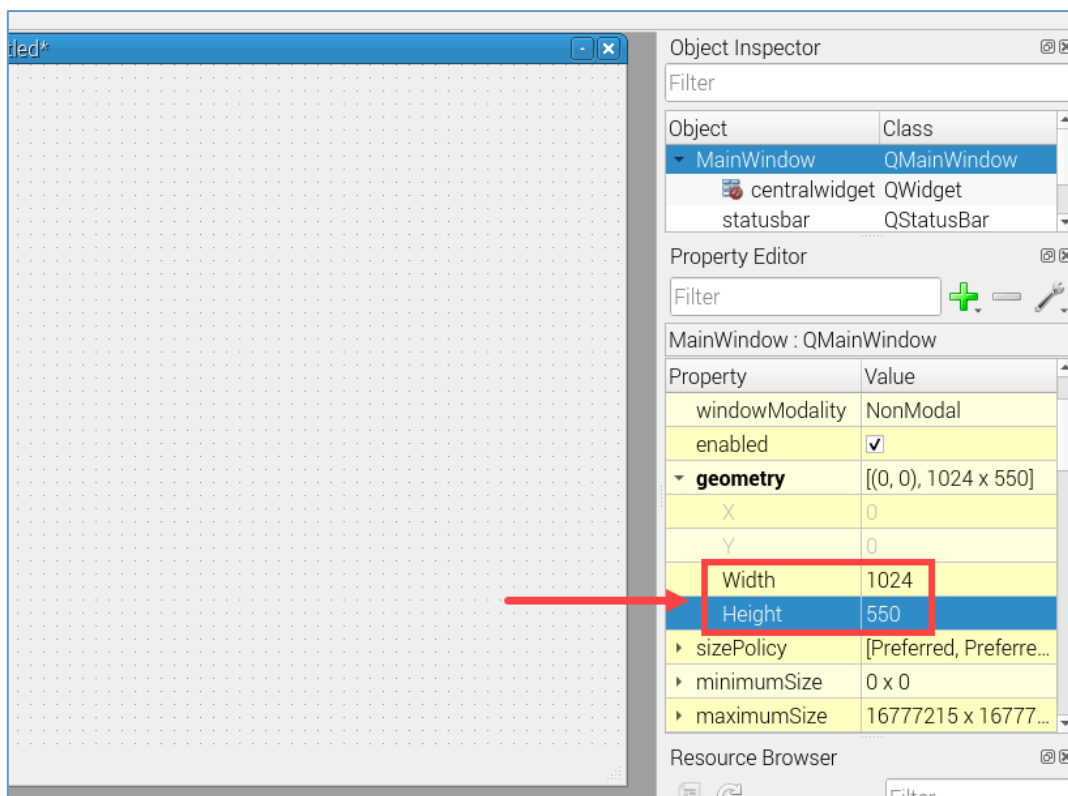 tled*
Object Inspector
Filter
Object Class
MainWindow QMainWindow
centralwidget QWidget
statusbar QStatusBar
Property Editor
Filter
MainWindow : QMainWindow
Property Value
windowModality NonModal
enabled
geometry [(0, 0), 1024 x 550]
X 0
Y 0
Width 1024
Height 550
sizePolicy [Preferred, Preferre...
minimumSize 0 x 0
maximumSize 16777215 x 16777...
Resource Browser
Filter